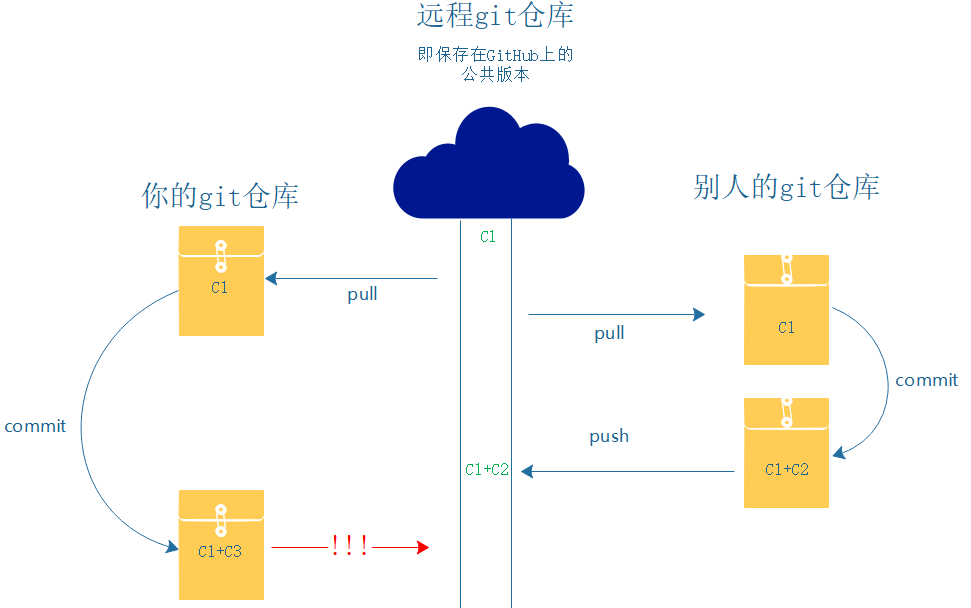 远程git仓库
即保存在GitHub上的
公共版本
你的git仓库
别人的git仓库
C1
C1
pull
pull
C1
commit
commit
push
C1+C2
C1+C2
C1+C3
!!!